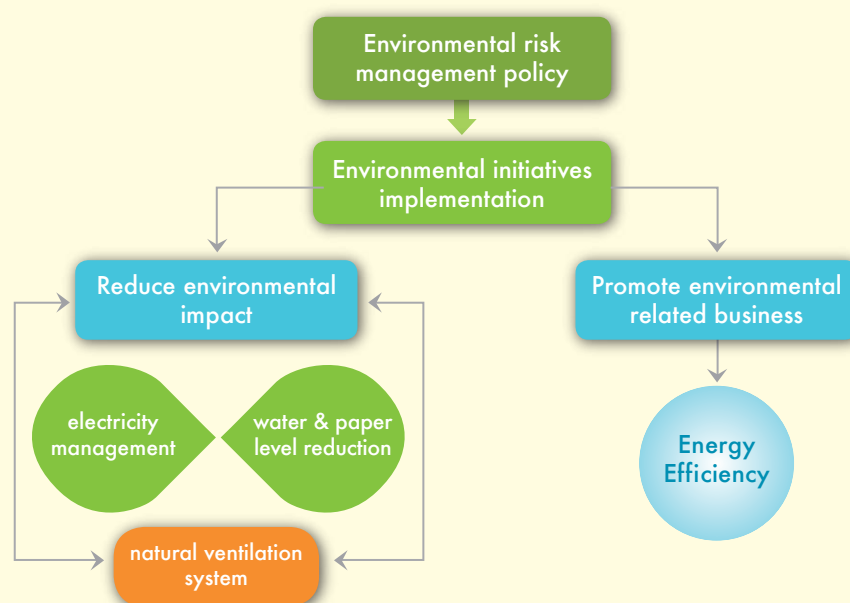 Environmental risk
management policy
Environmental initiatives
implementation
Reduce environmental
impact
Promote environmental
related business
electricity
management
water & paper
level reduction
Energy
Efficiency
natural ventilation
system